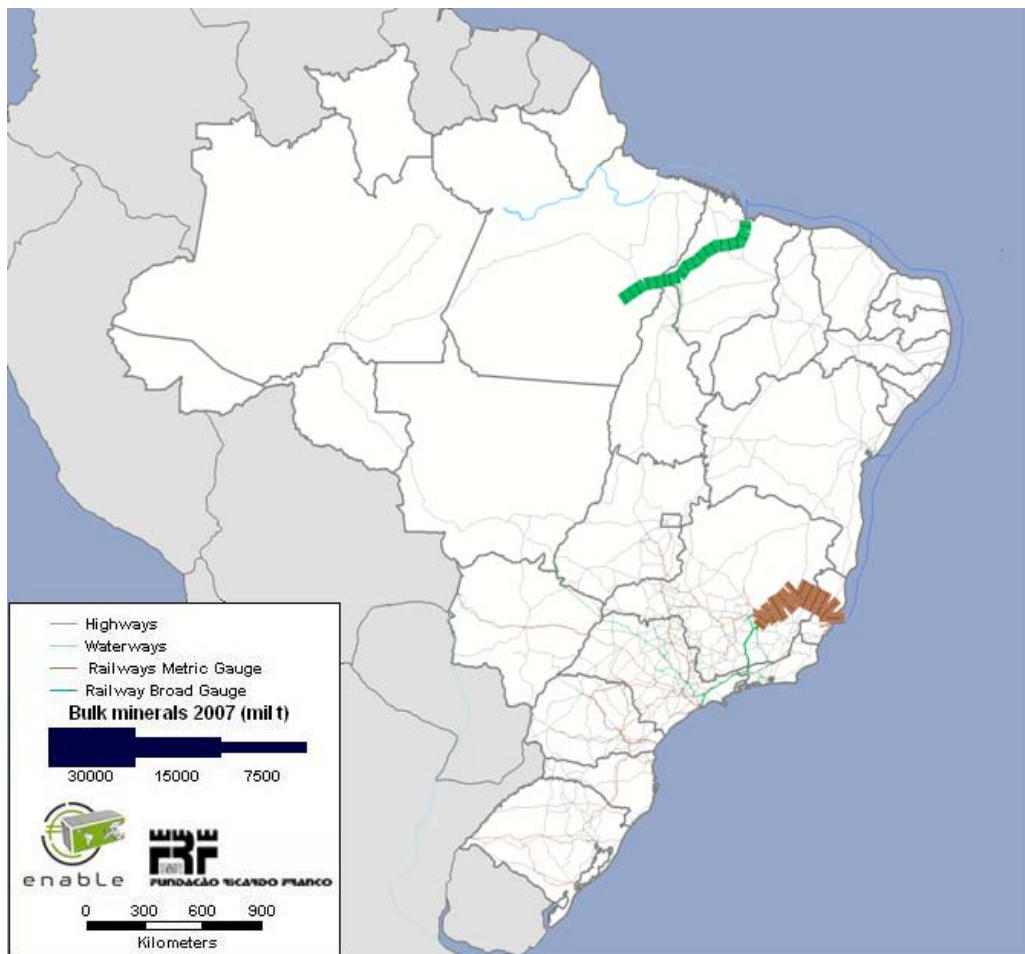 Highways
Waterways
Railways Metric Gauge
Railway Broad Gauge
Bulk minerals 2007 (mil t)
30000 15000 7500
enable
FRF
FUNDAÇÃO RICARDO FRANCO
0 300 600 900
Kilometers